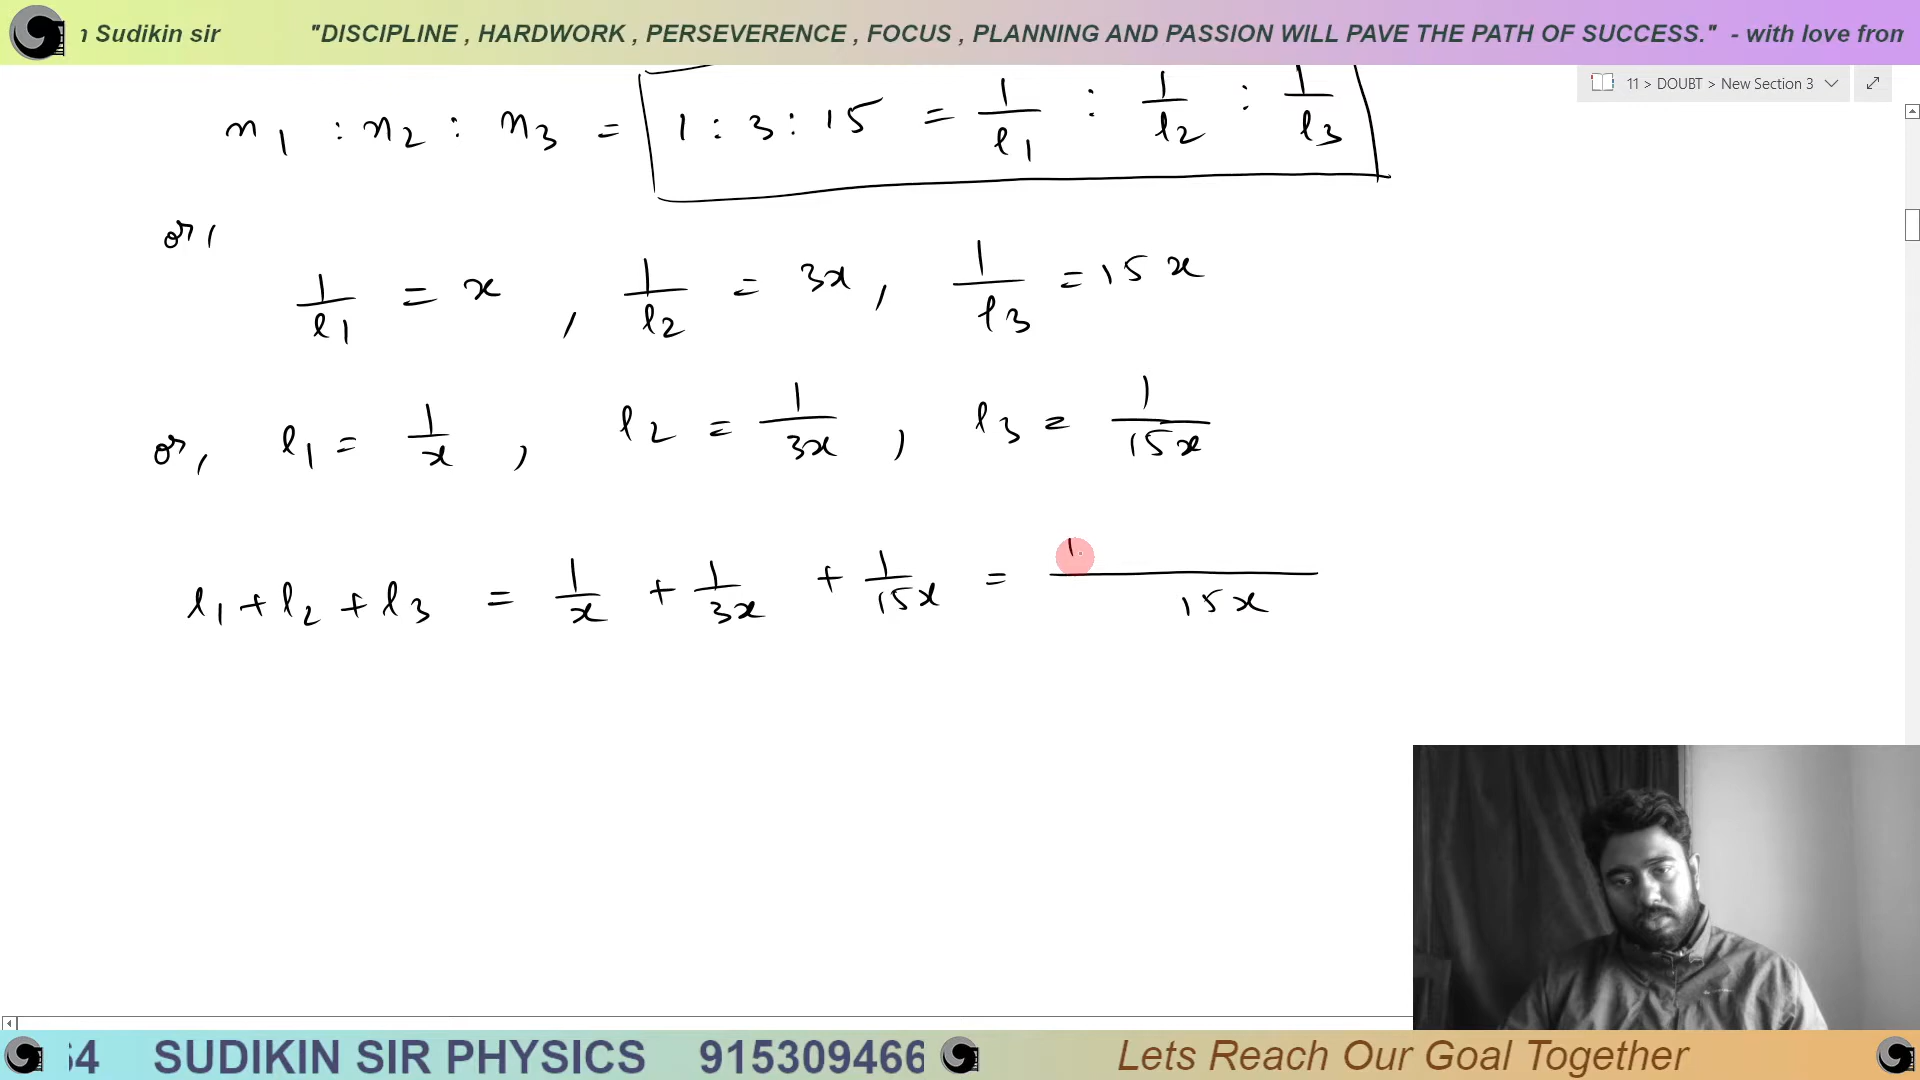 n Sudikin sir "DISCIPLINE , HARDWORK , PERSEVERENCE , FOCUS , PLANNING AND PASSION WILL PAVE THE PATH OF SUCCESS." - with love from
11 > DOUBT > New Section 3
n₁ : n₂ : n₃ = 1 : 3 : 15 = 1/l₁ : 1/l₂ : 1/l₃
or,
1/l₁ = x , 1/l₂ = 3x , 1/l₃ = 15x
or, l₁ = 1/x , l₂ = 1/3x , l₃ = 1/15x
l₁ + l₂ + l₃ = 1/x + 1/3x + 1/15x = 1/15x
64 SUDIKIN SIR PHYSICS 915309466 Lets Reach Our Goal Together